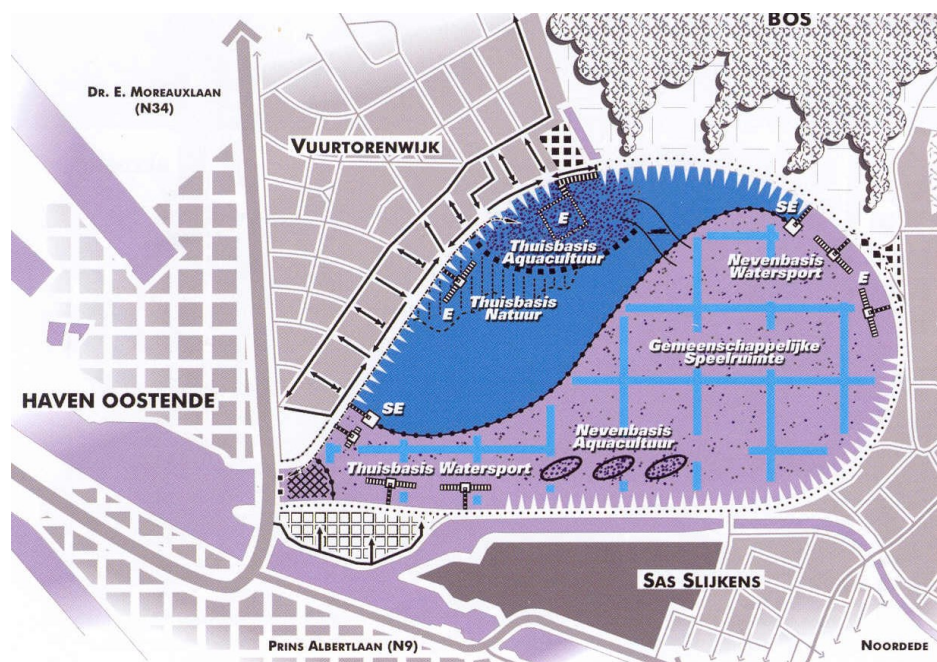 BOS
DR. E. MOREAUXLAAN
(N34)
VUURTORENWIJK
E
SE
Thuisbasis
Aquacultuur
Nevenbasis
Watersport
E
Thuisbasis
Natuur
E
Gemeenschappelijke
Speelruimte
HAVEN OOSTENDE
SE
Nevenbasis
Aquacultuur
Thuisbasis Watersport
SAS SLIJKENS
PRINS ALBERTLAAN (N9)
NOORDEDE